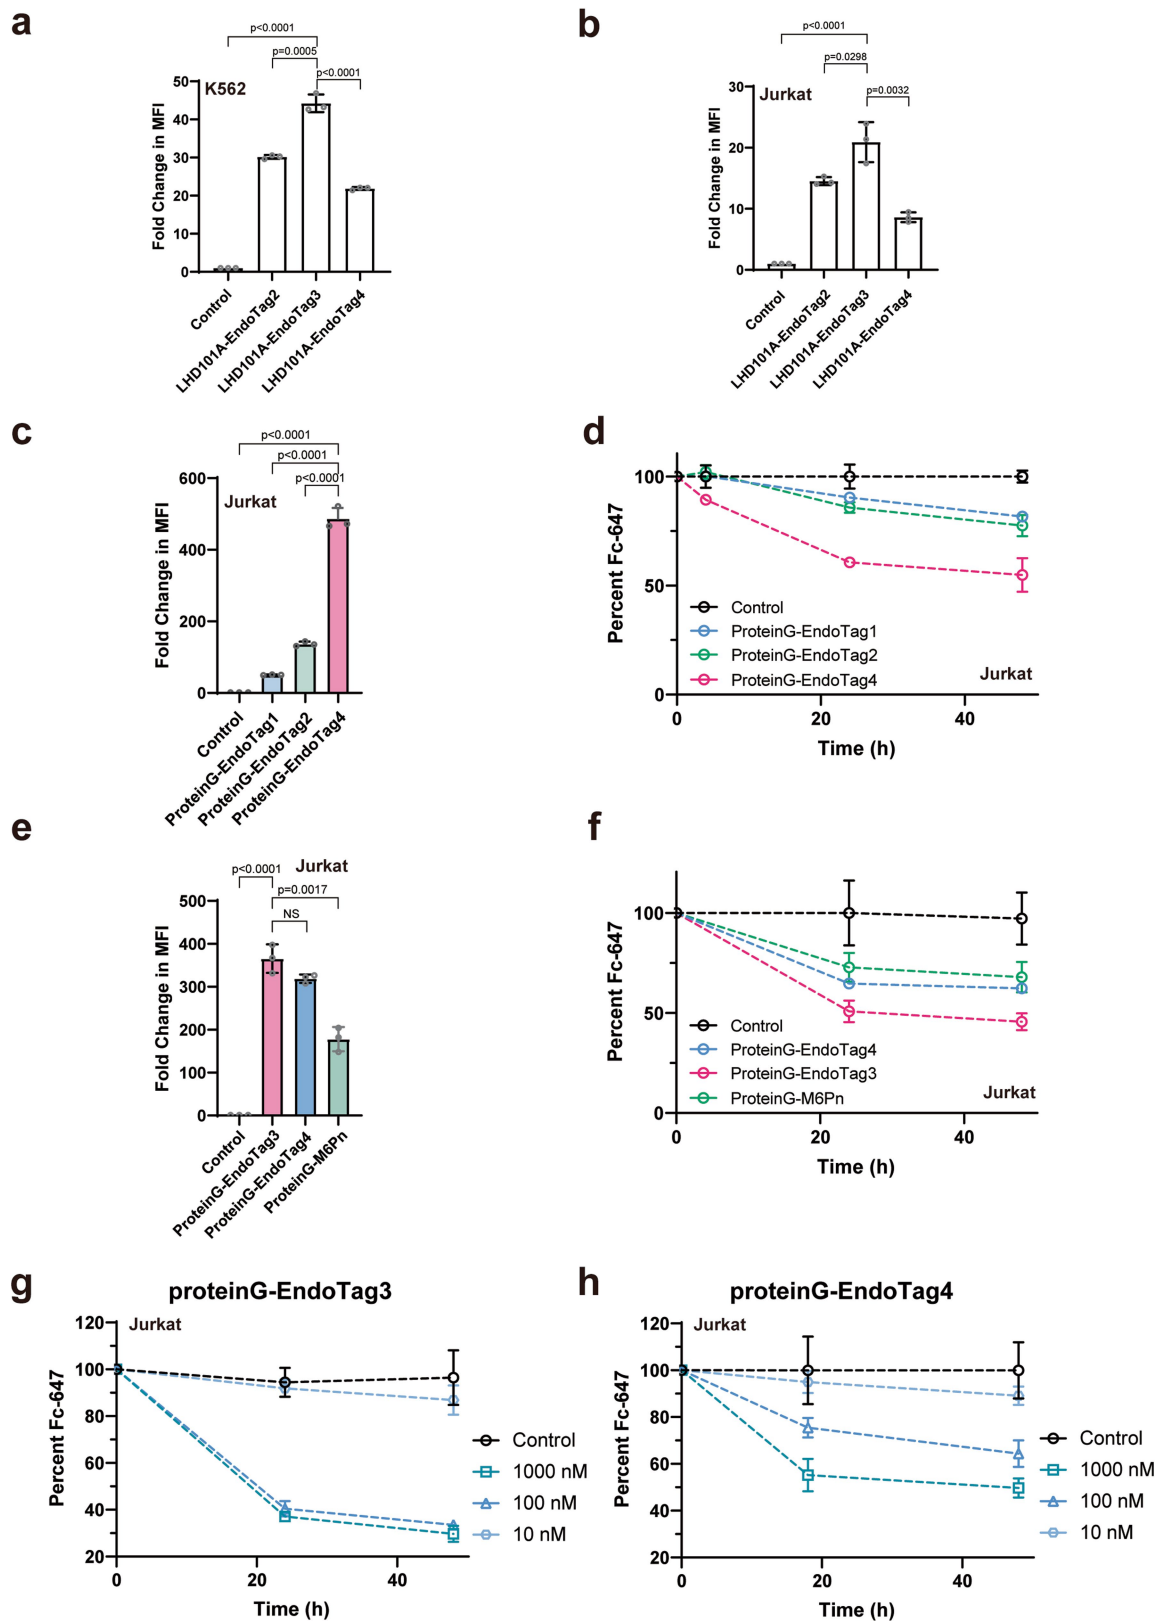 a
p<0.0001
p=0.0005
p<0.0001
K562
Fold Change in MFI
50
40
30
20
10
0
Control
LHD101A-EndoTag2
LHD101A-EndoTag3
LHD101A-EndoTag4
b
p<0.0001
p=0.0298
p=0.0032
Jurkat
Fold Change in MFI
30
20
10
0
Control
LHD101A-EndoTag2
LHD101A-EndoTag3
LHD101A-EndoTag4
c
p<0.0001
p<0.0001
p<0.0001
Jurkat
Fold Change in MFI
600
400
200
0
Control
ProteinG-EndoTag1
ProteinG-EndoTag2
ProteinG-EndoTag4
d
Percent Fc-647
100
50
0
Control
ProteinG-EndoTag1
ProteinG-EndoTag2
ProteinG-EndoTag4
Jurkat
0
20
40
Time (h)
e
Jurkat
p<0.0001
p=0.0017
NS
Fold Change in MFI
500
400
300
200
100
0
Control
ProteinG-EndoTag3
ProteinG-EndoTag4
ProteinG-M6Pn
f
Percent Fc-647
100
50
0
Control
ProteinG-EndoTag4
ProteinG-EndoTag3
ProteinG-M6Pn
Jurkat
0
20
40
Time (h)
g
proteinG-EndoTag3
Jurkat
Percent Fc-647
120
100
80
60
40
20
0
20
40
Time (h)
Control
1000 nM
100 nM
10 nM
h
proteinG-EndoTag4
Jurkat
Percent Fc-647
120
100
80
60
40
20
0
20
40
Time (h)
Control
1000 nM
100 nM
10 nM